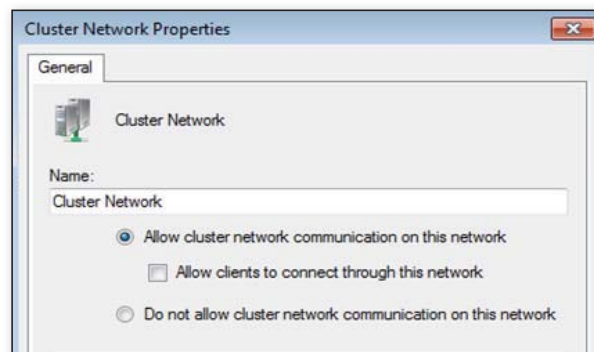 Cluster Network Properties
General
Cluster Network
Name:
Cluster Network
Allow cluster network communication on this network
Allow clients to connect through this network
Do not allow cluster network communication on this network